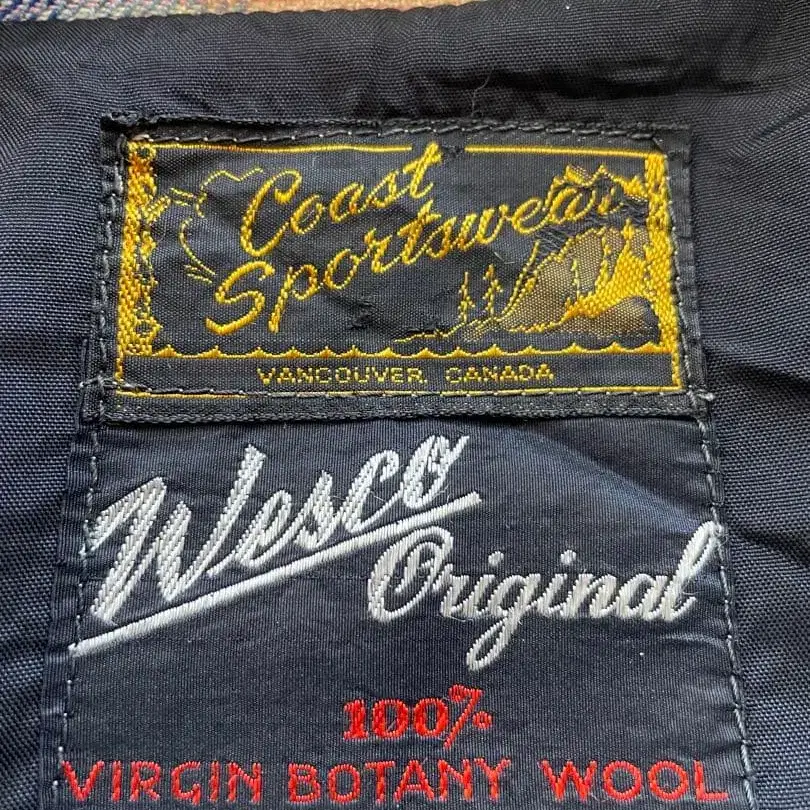 Coast
Sportswear
VANCOUVER CANADA
Wesco
Original
100%
VIRGIN BOTANY WOOL